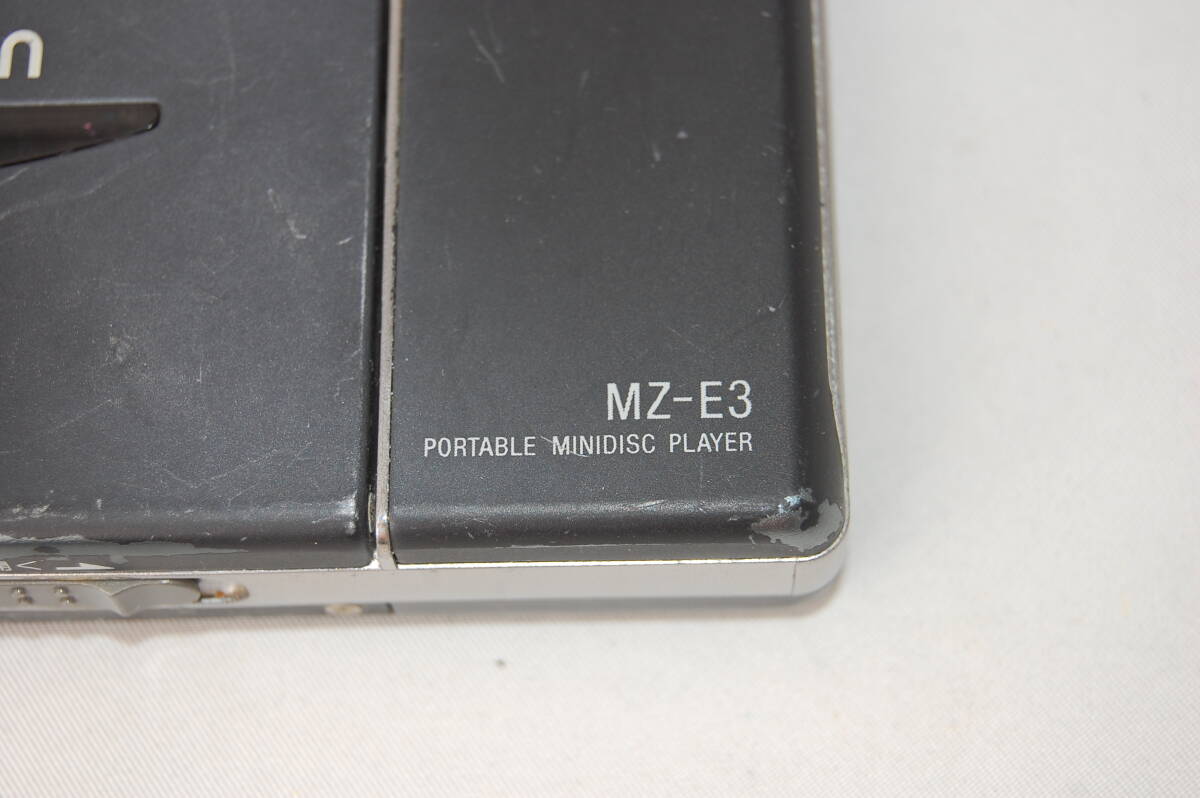 n
MZ-E3
PORTABLE MINIDISC PLAYER